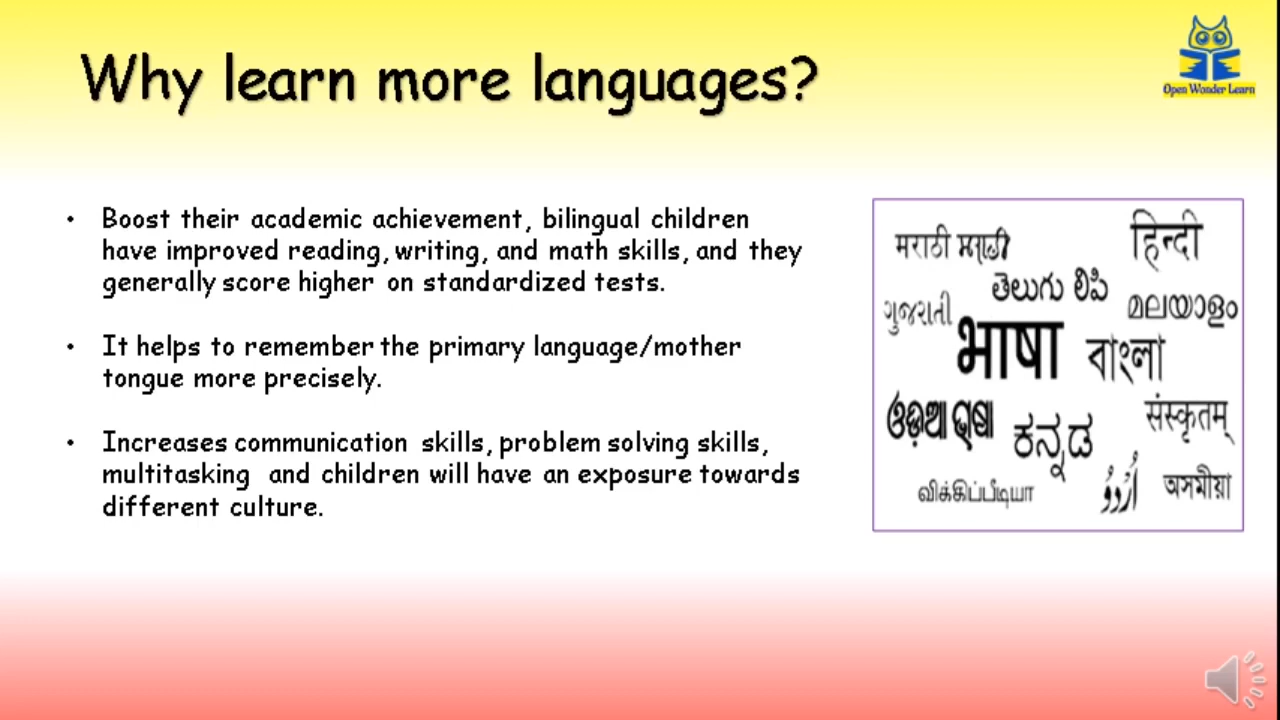 Why learn more languages?
Open Wonder Learn
• Boost their academic achievement, bilingual children
have improved reading, writing, and math skills, and they
generally score higher on standardized tests.
• It helps to remember the primary language/mother
tongue more precisely.
• Increases communication skills, problem solving skills,
multitasking and children will have an exposure towards
different culture.
मराठी
हिन्दी
తెలుగు లిపి
ગુજરાતી
മലയാളം
भाषा
বাংলা
ଓଡ଼ିଆ ଭାଷା
ಕನ್ನಡ
संस्कृतम्
விக்கிப்பீடியா
اُردُو
অসমীয়া